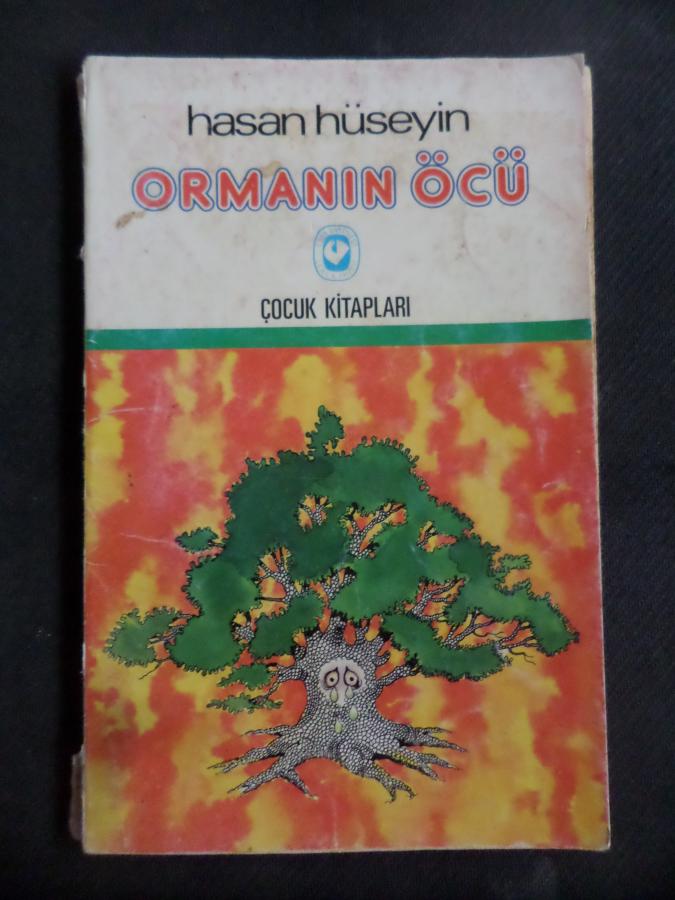 hasan hüseyin
ORMANIN ÖCÜ
ÇOCUK KİTAPLARI